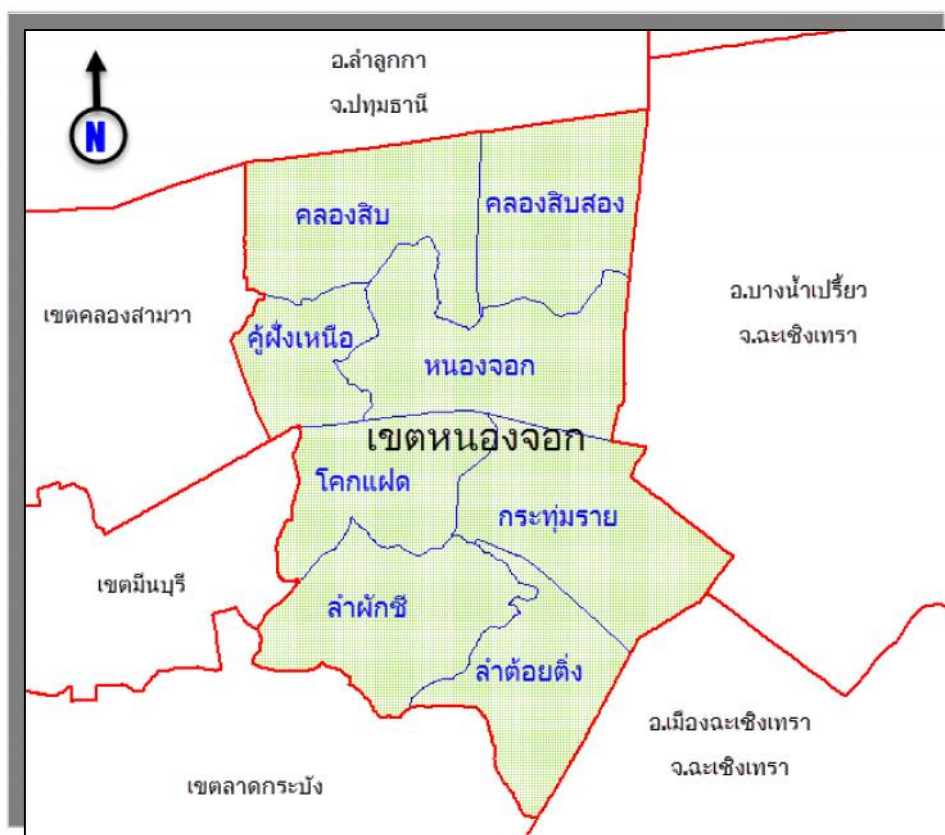 อ.ลำลูกกา
จ.ปทุมธานี
N
คลองสิบ
คลองสิบสอง
อ.บางน้ำเปรี้ยว
จ.ฉะเชิงเทรา
เขตคลองสามวา
คู้ฝั่งเหนือ
หนองจอก
เขตหนองจอก
โคกแฝด
กระทุ่มราย
เขตมีนบุรี
ลำผักชี
ลำต้อยติ่ง
อ.เมืองฉะเชิงเทรา
จ.ฉะเชิงเทรา
เขตลาดกระบัง